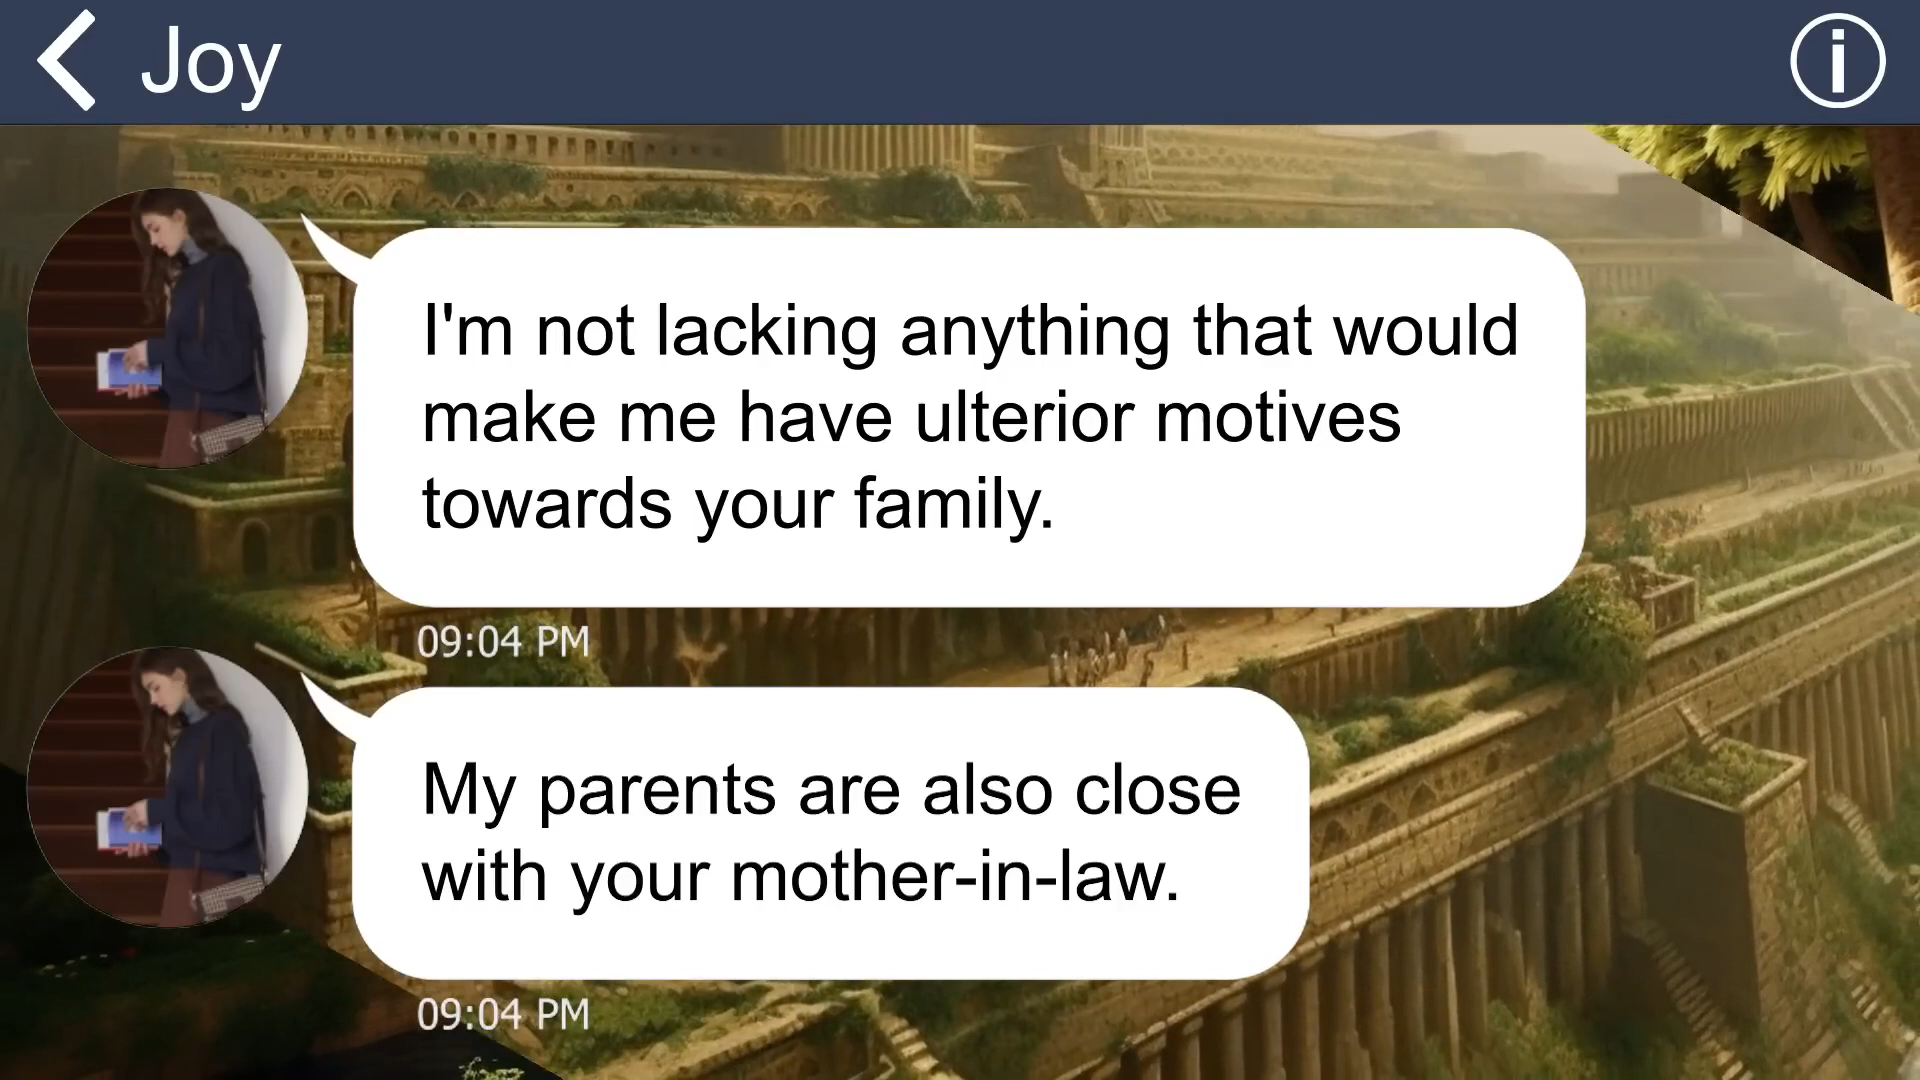 Joy
I'm not lacking anything that would
make me have ulterior motives
towards your family.
09:04 PM
My parents are also close
with your mother-in-law.
09:04 PM